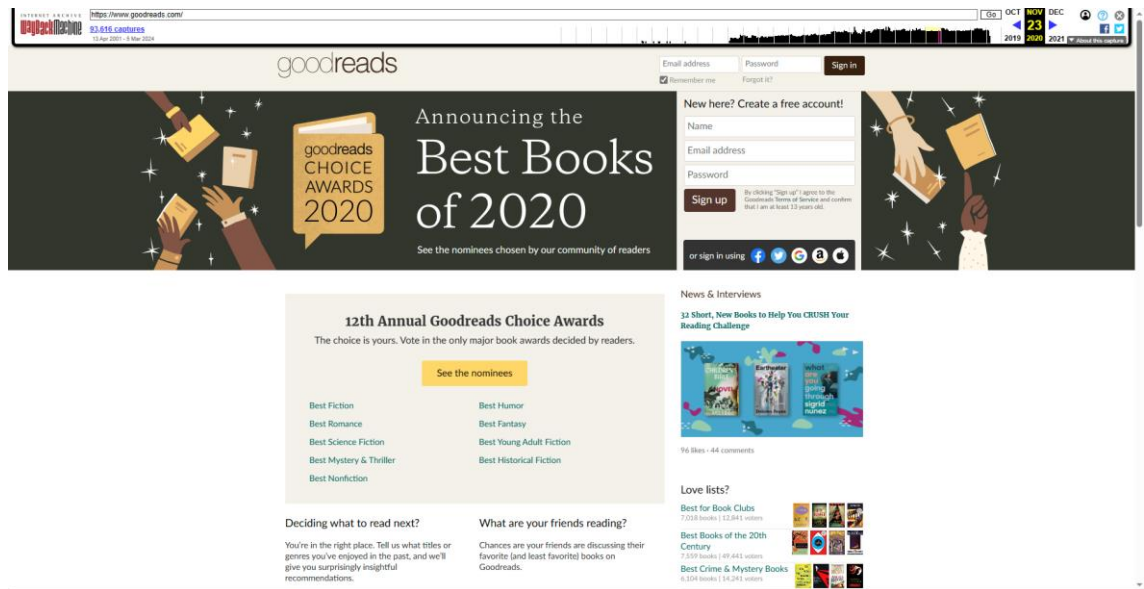 INTERNET ARCHIVE
WayBackMachine
https://www.goodreads.com/
Go
93,616 captures
13 Apr 2001 - 5 Mar 2024
OCT NOV DEC
23
2019 2020 2021
About this capture
goodreads
Email address
Password
Sign in
Remember me
Forgot it?
goodreads
CHOICE
AWARDS
2020
Announcing the
Best Books
of 2020
See the nominees chosen by our community of readers
New here? Create a free account!
Name
Email address
Password
Sign up
By clicking "Sign up" I agree to the
Goodreads Terms of Service and confirm
that I am at least 13 years old.
or sign in using
12th Annual Goodreads Choice Awards
The choice is yours. Vote in the only major book awards decided by readers.
See the nominees
Best Fiction
Best Romance
Best Science Fiction
Best Mystery & Thriller
Best Nonfiction
Best Humor
Best Fantasy
Best Young Adult Fiction
Best Historical Fiction
Deciding what to read next?
You're in the right place. Tell us what titles or
genres you've enjoyed in the past, and we'll
give you surprisingly insightful
recommendations.
What are your friends reading?
Chances are your friends are discussing their
favorite (and least favorite) books on
Goodreads.
News & Interviews
32 Short, New Books to Help You CRUSH Your
Reading Challenge
Eartheater
what
are
you
going
through
sigrid
nunez
96 likes · 44 comments
Love lists?
Best for Book Clubs
7,018 books | 12,841 voters
Best Books of the 20th
Century
7,559 books | 49,441 voters
Best Crime & Mystery Books
6,104 books | 14,241 voters